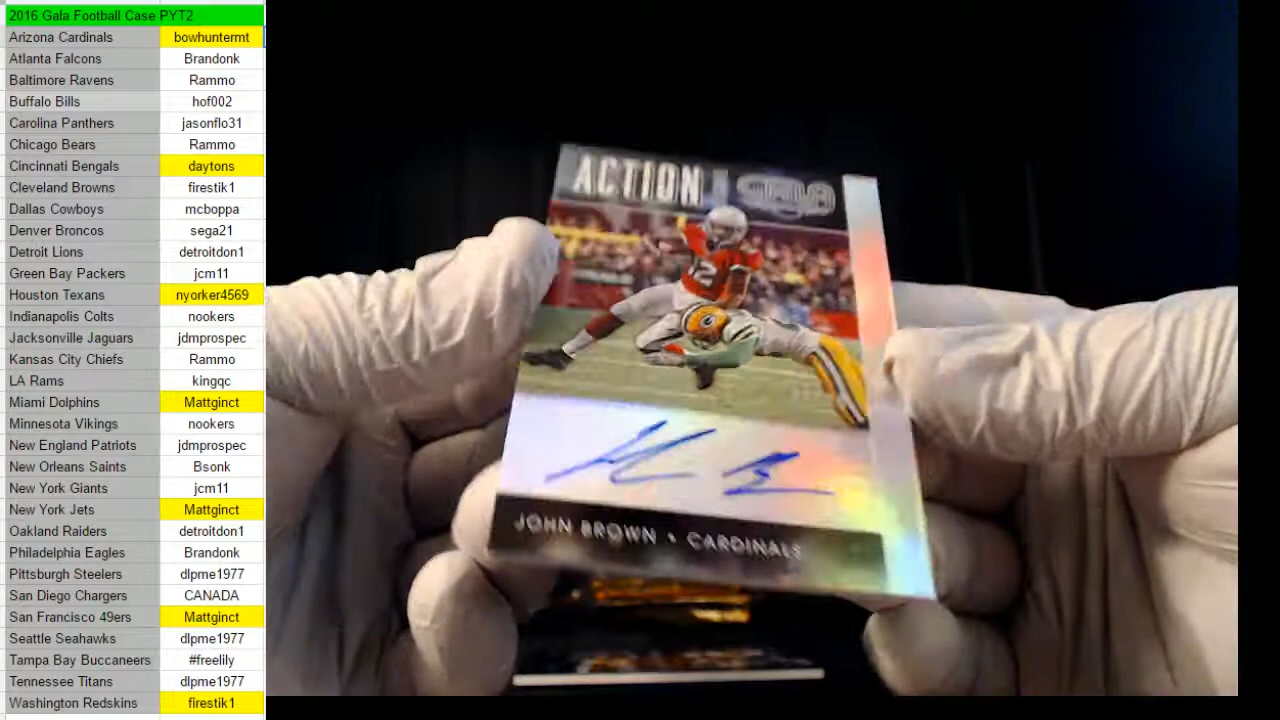 2016 Gala Football Case PYT2
Arizona Cardinals bowhuntermt
Atlanta Falcons Brandonk
Baltimore Ravens Rammo
Buffalo Bills hof002
Carolina Panthers jasonflo31
Chicago Bears Rammo
Cincinnati Bengals daytons
Cleveland Browns firestik1
Dallas Cowboys mcboppa
Denver Broncos sega21
Detroit Lions detroitdon1
Green Bay Packers jcm11
Houston Texans nyorker4569
Indianapolis Colts nookers
Jacksonville Jaguars jdmprospec
Kansas City Chiefs Rammo
LA Rams kingqc
Miami Dolphins Mattginct
Minnesota Vikings nookers
New England Patriots jdmprospec
New Orleans Saints Bsonk
New York Giants jcm11
New York Jets Mattginct
Oakland Raiders detroitdon1
Philadelphia Eagles Brandonk
Pittsburgh Steelers dlpme1977
San Diego Chargers CANADA
San Francisco 49ers Mattginct
Seattle Seahawks dlpme1977
Tampa Bay Buccaneers #freelily
Tennessee Titans dlpme1977
Washington Redskins firestik1
ACTION GALA
12
G
JOHN BROWN • CARDINALS